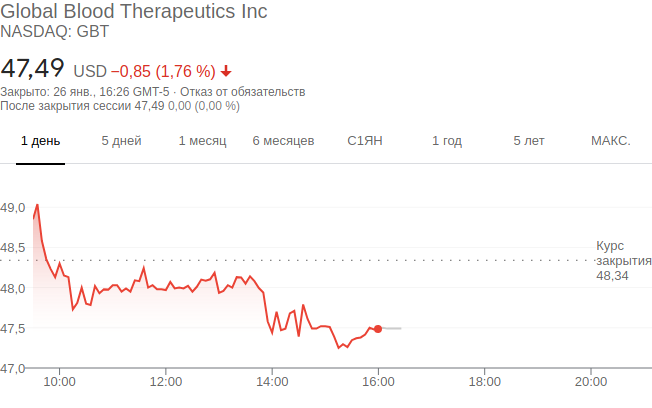 Global Blood Therapeutics Inc
NASDAQ: GBT
47,49 USD −0,85 (1,76 %)
Закрыто: 26 янв., 16:26 GMT-5 · Отказ от обязательств
После закрытия сессии 47,49 0,00 (0,00 %)
1 день 5 дней 1 месяц 6 месяцев С1ЯН 1 год 5 лет МАКС.
49,0
48,5
Курс
закрытия
48,34
48,0
47,5
47,0
10:00 12:00 14:00 16:00 18:00 20:00